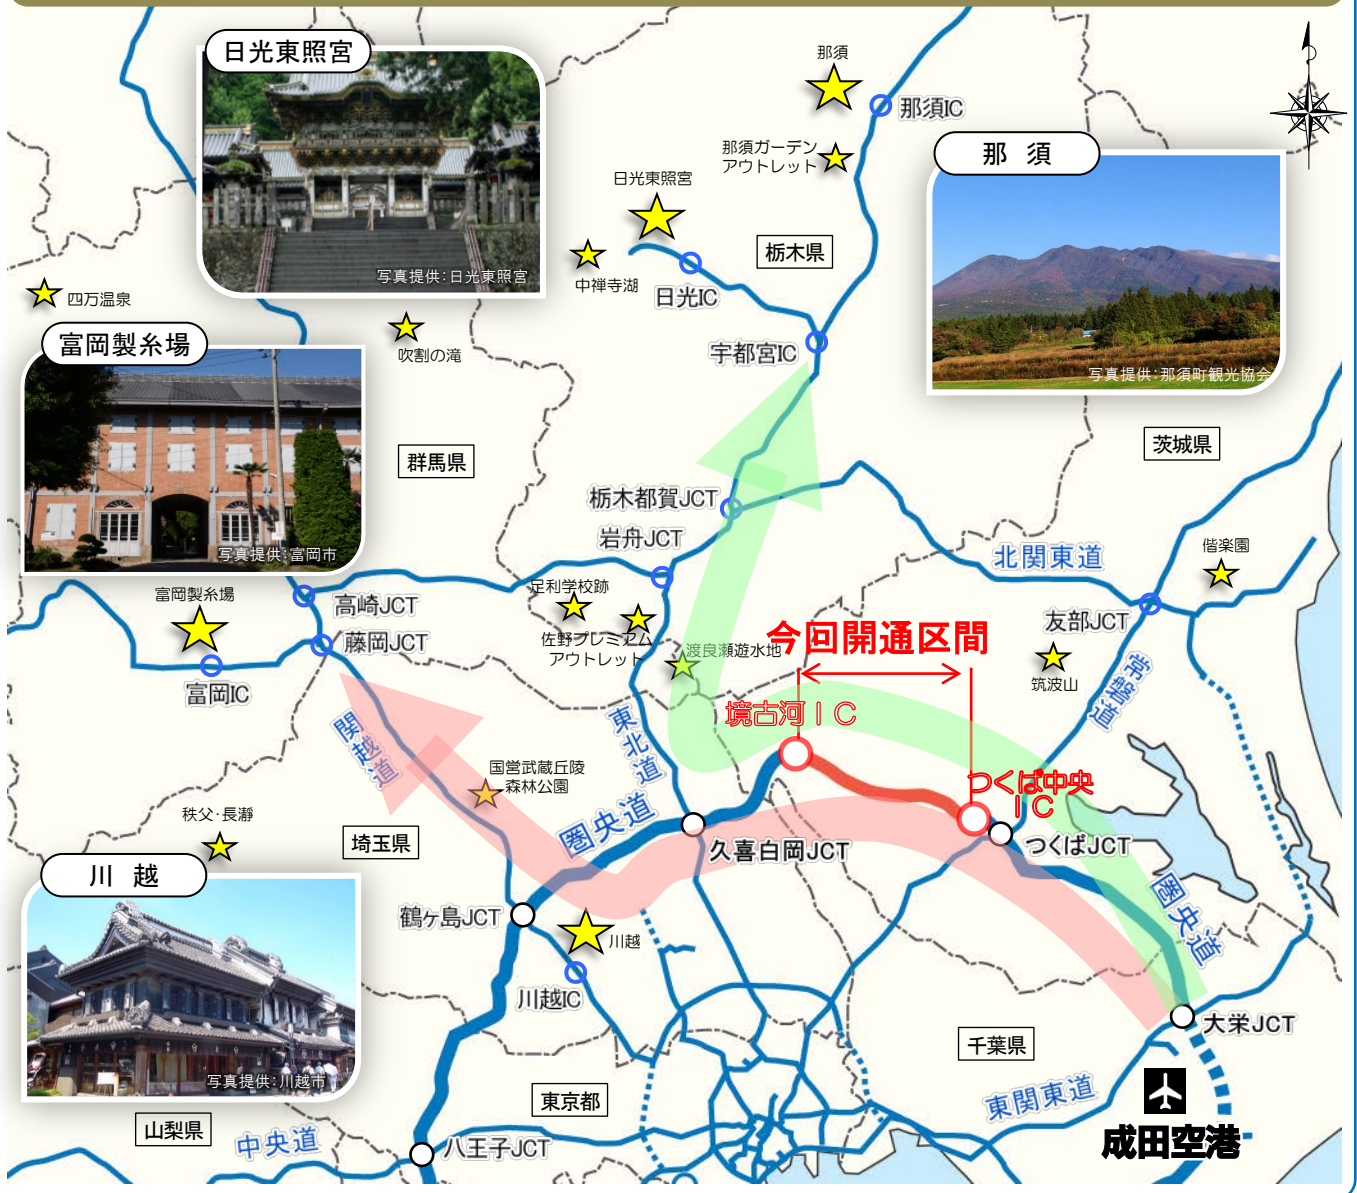 日光東照宮
写真提供：日光東照宮
那須
那須IC
那須ガーデン
アウトレット
那　須
写真提供：那須町観光協会
日光東照宮
中禅寺湖
日光IC
栃木県
宇都宮IC
四万温泉
吹割の滝
富岡製糸場
写真提供：富岡市
群馬県
茨城県
栃木都賀JCT
岩舟JCT
北関東道
偕楽園
富岡製糸場
高崎JCT
藤岡JCT
富岡IC
足利学校跡
佐野プレミアム
アウトレット
渡良瀬遊水地
今回開通区間
友部JCT
筑波山
常磐道
境古河ＩＣ
東北道
関越道
国営武蔵丘陵
森林公園
つくば中央
ＩＣ
圏央道
久喜白岡JCT
つくばJCT
秩父・長瀞
埼玉県
川　越
写真提供：川越市
鶴ヶ島JCT
川越
川越IC
圏央道
大栄JCT
千葉県
東関東道
成田空港
東京都
山梨県
中央道
八王子JCT